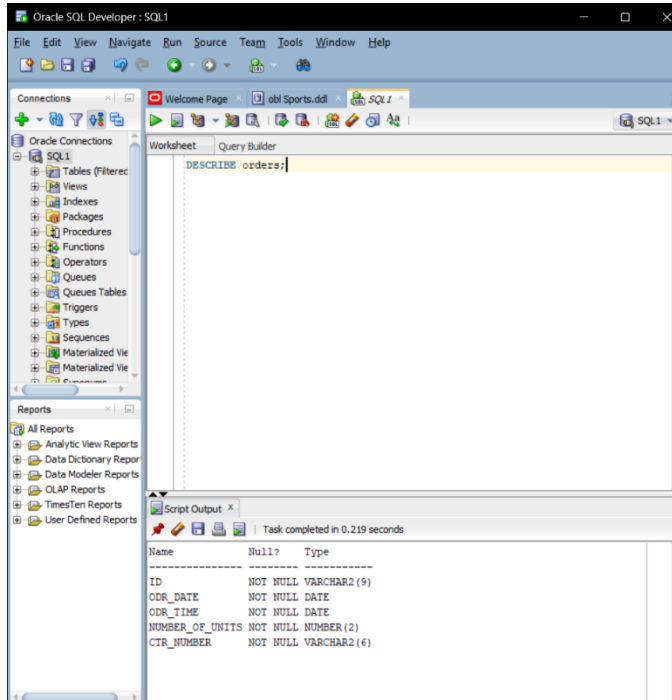 Oracle SQL Developer : SQL1
File Edit View Navigate Run Source Team Tools Window Help
Connections
Oracle Connections
SQL1
Tables (Filtered
Views
Indexes
Packages
Procedures
Functions
Operators
Queues
Queues Tables
Triggers
Types
Sequences
Materialized Vie
Materialized Vie
Reports
All Reports
Analytic View Reports
Data Dictionary Repor
Data Modeler Reports
OLAP Reports
TimesTen Reports
User Defined Reports
Welcome Page obl Sports.ddl SQL1
SQL1
Worksheet Query Builder
DESCRIBE orders;
Script Output
Task completed in 0.219 seconds
Name Null? Type
--------------- -------- -----------
ID NOT NULL VARCHAR2(9)
ODR_DATE NOT NULL DATE
ODR_TIME NOT NULL DATE
NUMBER_OF_UNITS NOT NULL NUMBER(2)
CTR_NUMBER NOT NULL VARCHAR2(6)